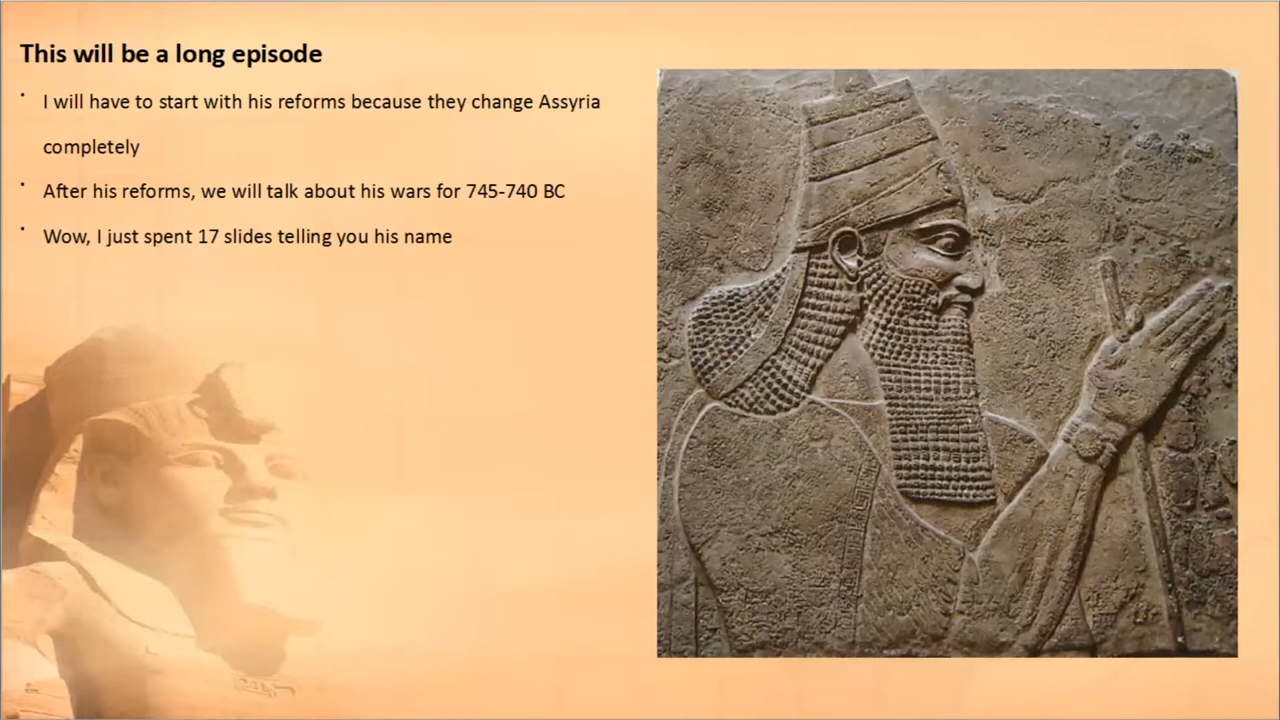 This will be a long episode
• I will have to start with his reforms because they change Assyria
completely
• After his reforms, we will talk about his wars for 745-740 BC
• Wow, I just spent 17 slides telling you his name